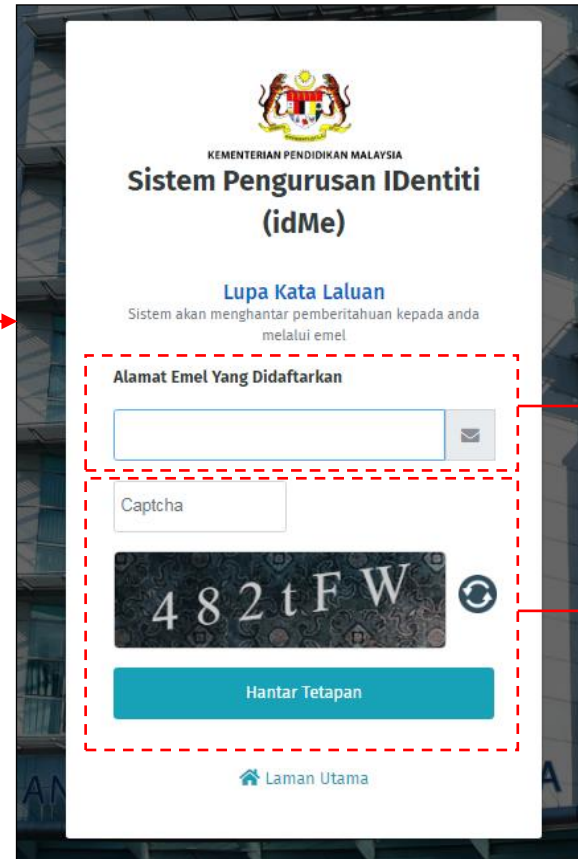 KEMENTERIAN PENDIDIKAN MALAYSIA
Sistem Pengurusan IDentiti
(idMe)
Lupa Kata Laluan
Sistem akan menghantar pemberitahuan kepada anda
melalui emel
Alamat Emel Yang Didaftarkan
Captcha
482tFW
Hantar Tetapan
Laman Utama
AN
A